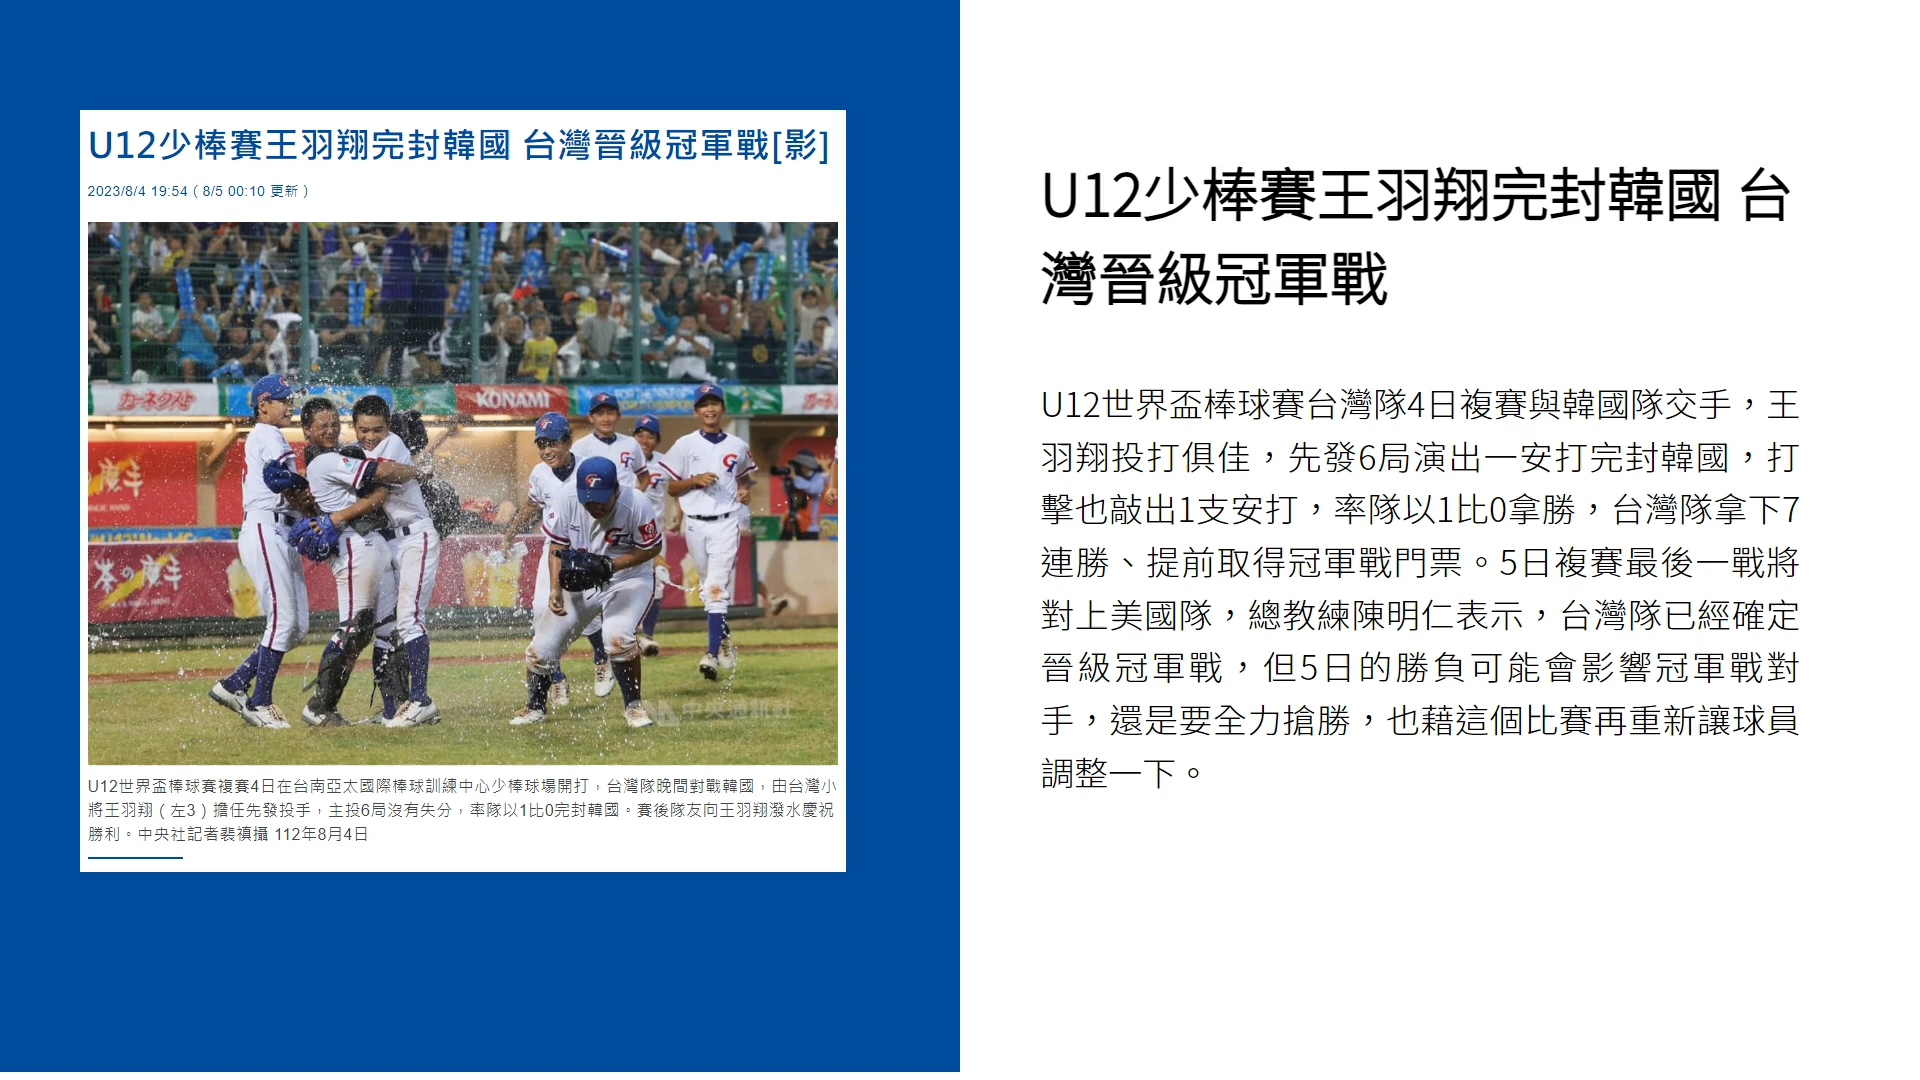 U12少棒賽王羽翔完封韓國 台灣晉級冠軍戰[影]
2023/8/4 19:54（8/5 00:10 更新）
KONAMI
中央通訊社
U12世界盃棒球賽複賽4日在台南亞太國際棒球訓練中心少棒球場開打，台灣隊晚間對戰韓國，由台灣小
將王羽翔（左3）擔任先發投手，主投6局沒有失分，率隊以1比0完封韓國。賽後隊友向王羽翔潑水慶祝
勝利。中央社記者裴禛攝 112年8月4日
U12少棒賽王羽翔完封韓國 台
灣晉級冠軍戰
U12世界盃棒球賽台灣隊4日複賽與韓國隊交手，王
羽翔投打俱佳，先發6局演出一安打完封韓國，打
擊也敲出1支安打，率隊以1比0拿勝，台灣隊拿下7
連勝、提前取得冠軍戰門票。5日複賽最後一戰將
對上美國隊，總教練陳明仁表示，台灣隊已經確定
晉級冠軍戰，但5日的勝負可能會影響冠軍戰對
手，還是要全力搶勝，也藉這個比賽再重新讓球員
調整一下。